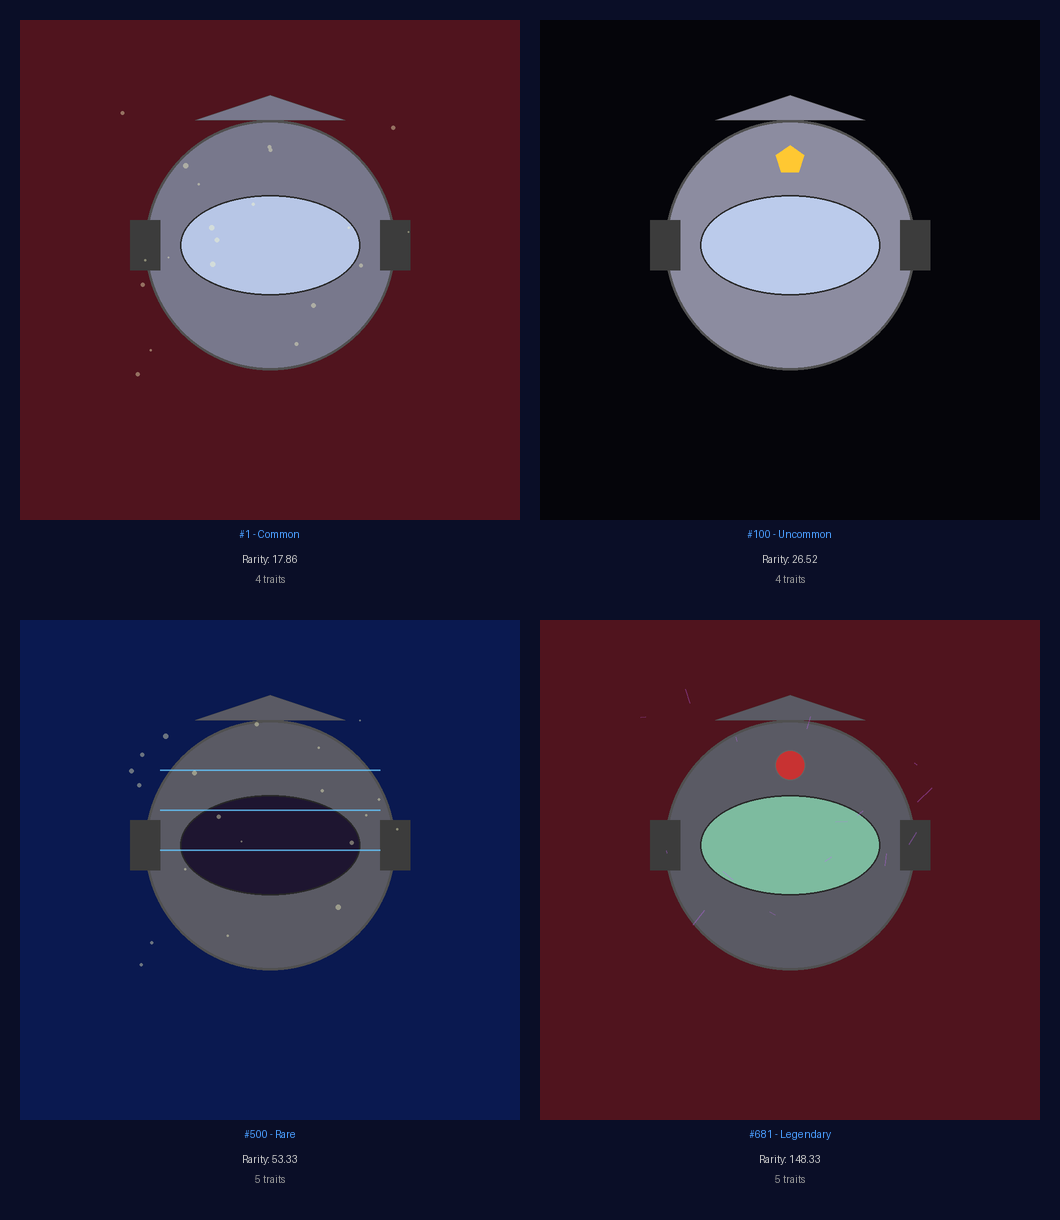 #1 - Common
Rarity: 17.86
4 traits
#100 - Uncommon
Rarity: 26.52
4 traits
#500 - Rare
Rarity: 53.33
5 traits
#681 - Legendary
Rarity: 148.33
5 traits